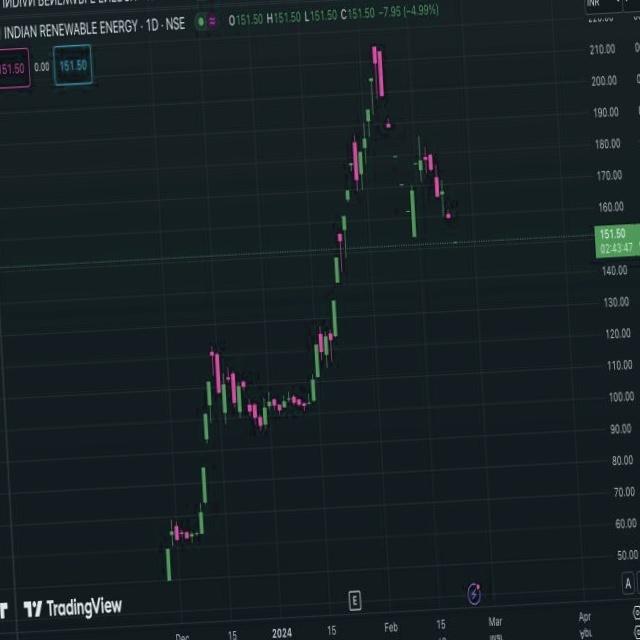 INDIAN RENEWABLE ENERGY · 1D · NSE O151.50 H151.50 L151.50 C151.50 −7.95 (−4.99%)
INR
151.50 0.00 151.50
210.00
200.00
190.00
180.00
170.00
160.00
151.50
02:43:47
140.00
130.00
120.00
110.00
100.00
90.00
80.00
70.00
60.00
50.00
E
A
TradingView
Dec 15 2024 15 Feb 15 Mar Apr